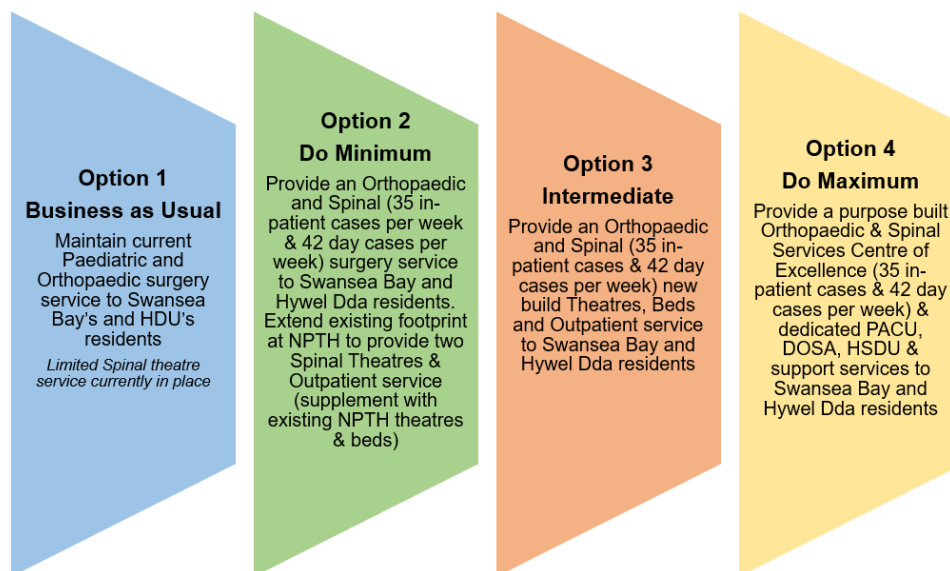 Option 1
Business as Usual
Maintain current
Paediatric and
Orthopaedic surgery
service to Swansea
Bay's and HDU's
residents
Limited Spinal theatre
service currently in place
Option 2
Do Minimum
Provide an Orthopaedic
and Spinal (35 in-
patient cases per week
& 42 day cases per
week) surgery service
to Swansea Bay and
Hywel Dda residents.
Extend existing footprint
at NPTH to provide two
Spinal Theatres &
Outpatient service
(supplement with
existing NPTH theatres
& beds)
Option 3
Intermediate
Provide an Orthopaedic
and Spinal (35 in-
patient cases & 42 day
cases per week) new
build Theatres, Beds
and Outpatient service
to Swansea Bay and
Hywel Dda residents
Option 4
Do Maximum
Provide a purpose built
Orthopaedic & Spinal
Services Centre of
Excellence (35 in-
patient cases & 42 day
cases per week) &
dedicated PACU,
DOSA, HSDU &
support services to
Swansea Bay and
Hywel Dda residents